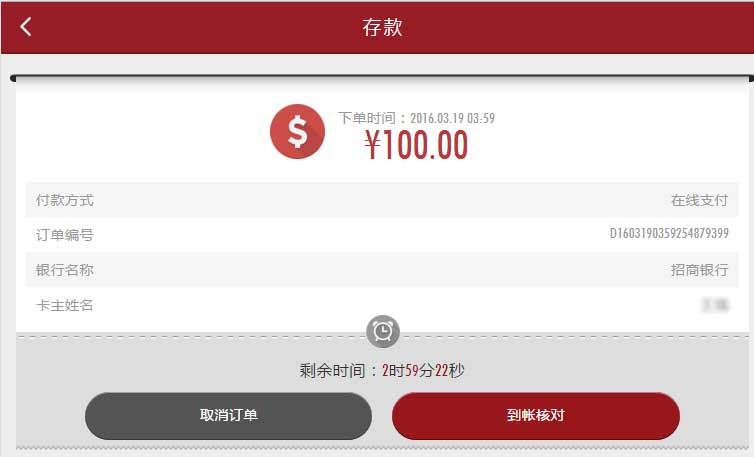 存款
下单时间：2016.03.19 03:59
¥100.00
付款方式 在线支付
订单编号 D1603190359254879399
银行名称 招商银行
卡主姓名
剩余时间：2时59分22秒
取消订单 到帐核对